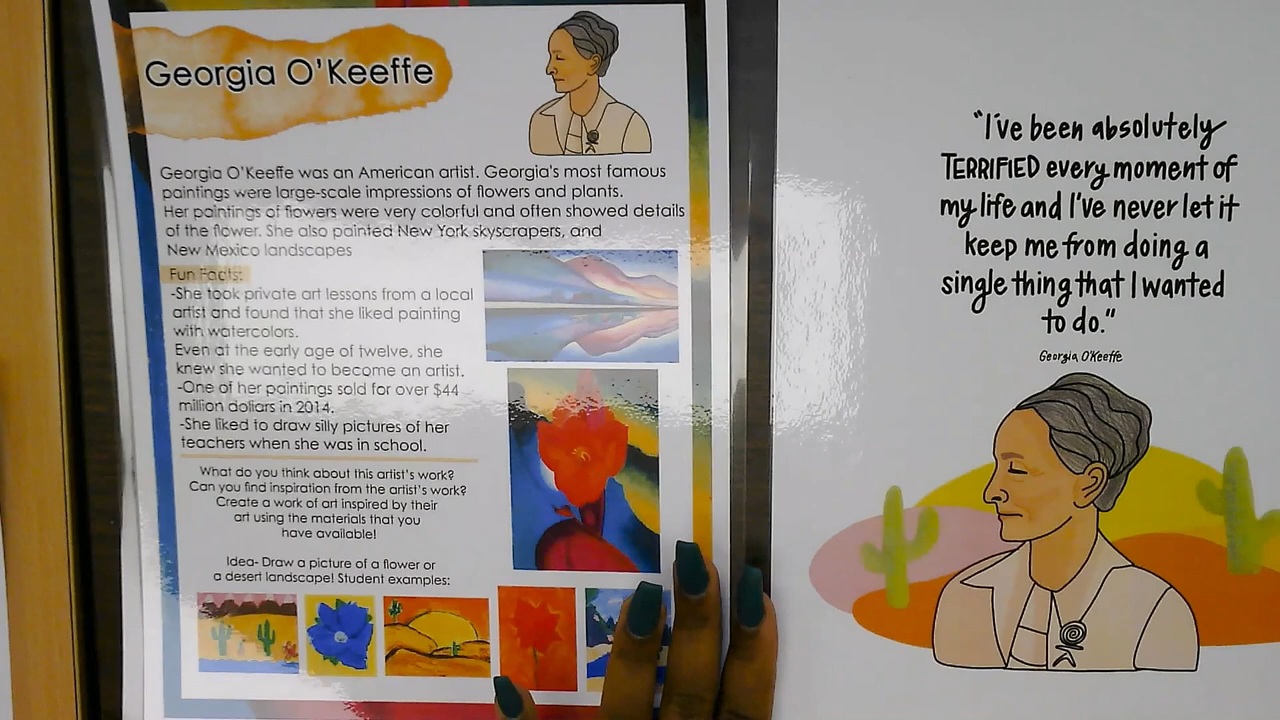 Georgia O'Keeffe
Georgia O'Keeffe was an American artist. Georgia's most famous
paintings were large-scale impressions of flowers and plants.
Her paintings of flowers were very colorful and often showed details
of the flower. She also painted New York skyscrapers, and
New Mexico landscapes
Fun Facts:
-She took private art lessons from a local
artist and found that she liked painting
with watercolors.
Even at the early age of twelve, she
knew she wanted to become an artist.
-One of her paintings sold for over $44
million dollars in 2014.
-She liked to draw silly pictures of her
teachers when she was in school.
What do you think about this artist's work?
Can you find inspiration from the artist's work?
Create a work of art inspired by their
art using the materials that you
have available!
Idea- Draw a picture of a flower or
a desert landscape! Student examples:
"I've been absolutely
TERRIFIED every moment of
my life and I've never let it
keep me from doing a
single thing that I wanted
to do."
Georgia O'Keeffe